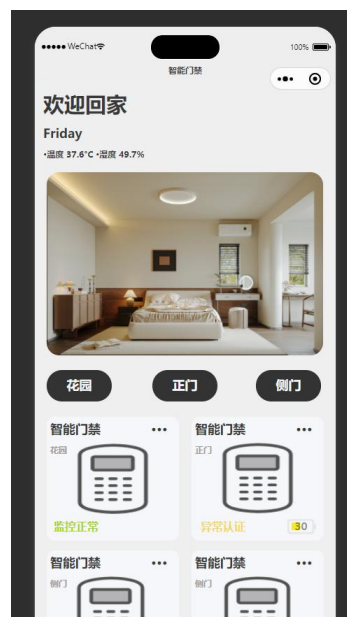 ●●●●● WeChat 100%
智能门禁
欢迎回家
Friday
•温度 37.6°C •湿度 49.7%
花园 正门 侧门
智能门禁 智能门禁
花园 正门
监控正常 异常认证 30
智能门禁 智能门禁
侧门 侧门